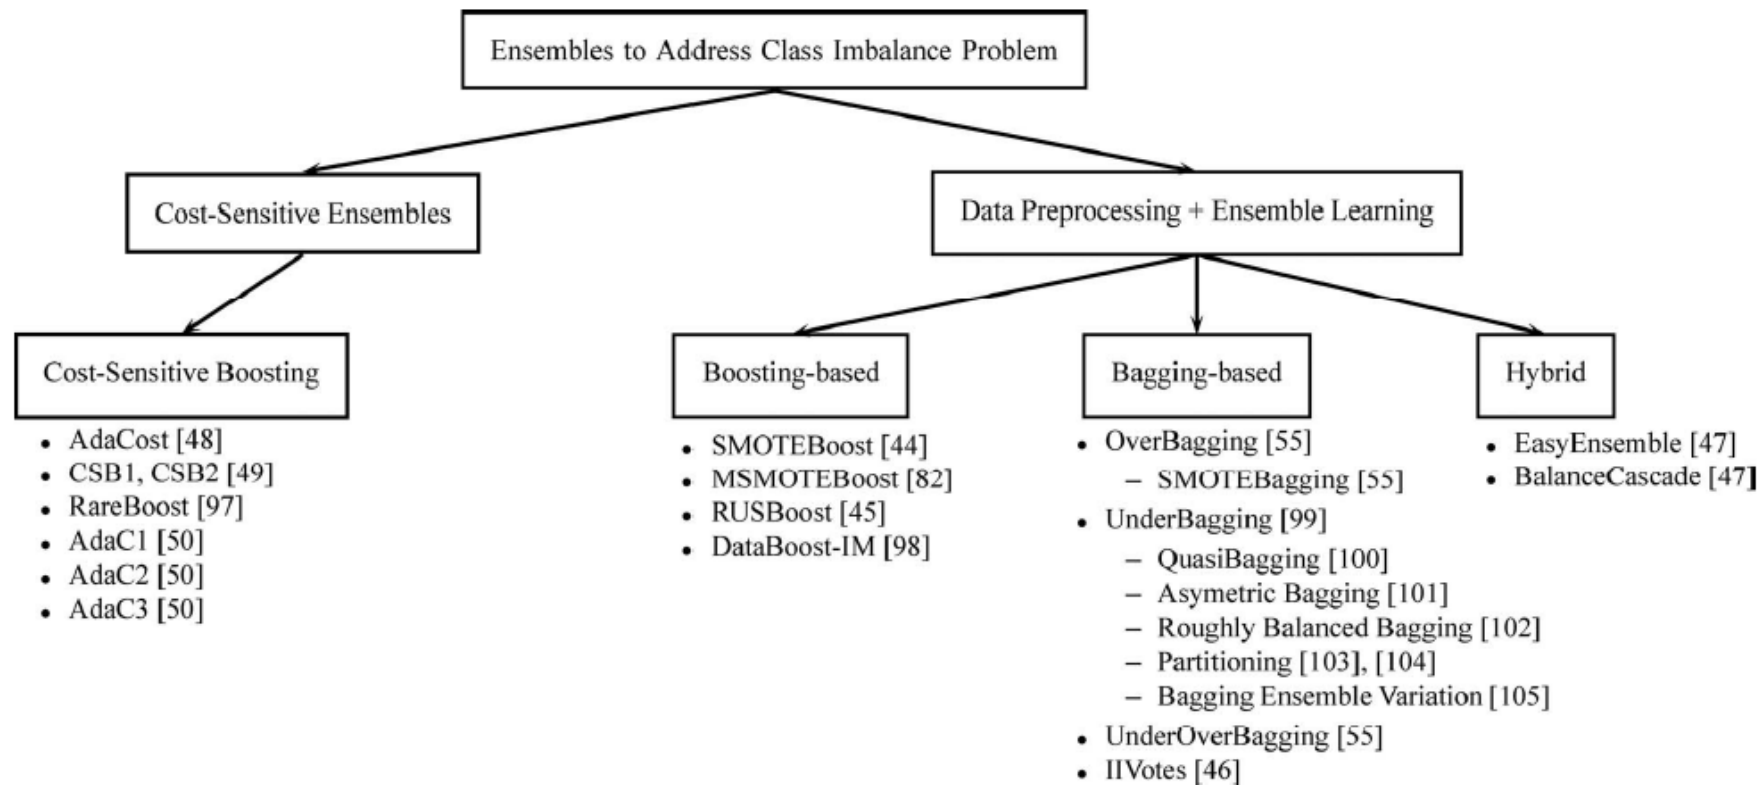 Ensembles to Address Class Imbalance Problem
Cost-Sensitive Ensembles
Data Preprocessing + Ensemble Learning
Cost-Sensitive Boosting
• AdaCost [48]
• CSB1, CSB2 [49]
• RareBoost [97]
• AdaC1 [50]
• AdaC2 [50]
• AdaC3 [50]
Boosting-based
• SMOTEBoost [44]
• MSMOTEBoost [82]
• RUSBoost [45]
• DataBoost-IM [98]
Bagging-based
• OverBagging [55]
– SMOTEBagging [55]
• UnderBagging [99]
– QuasiBagging [100]
– Asymetric Bagging [101]
– Roughly Balanced Bagging [102]
– Partitioning [103], [104]
– Bagging Ensemble Variation [105]
• UnderOverBagging [55]
• IIVotes [46]
Hybrid
• EasyEnsemble [47]
• BalanceCascade [47]